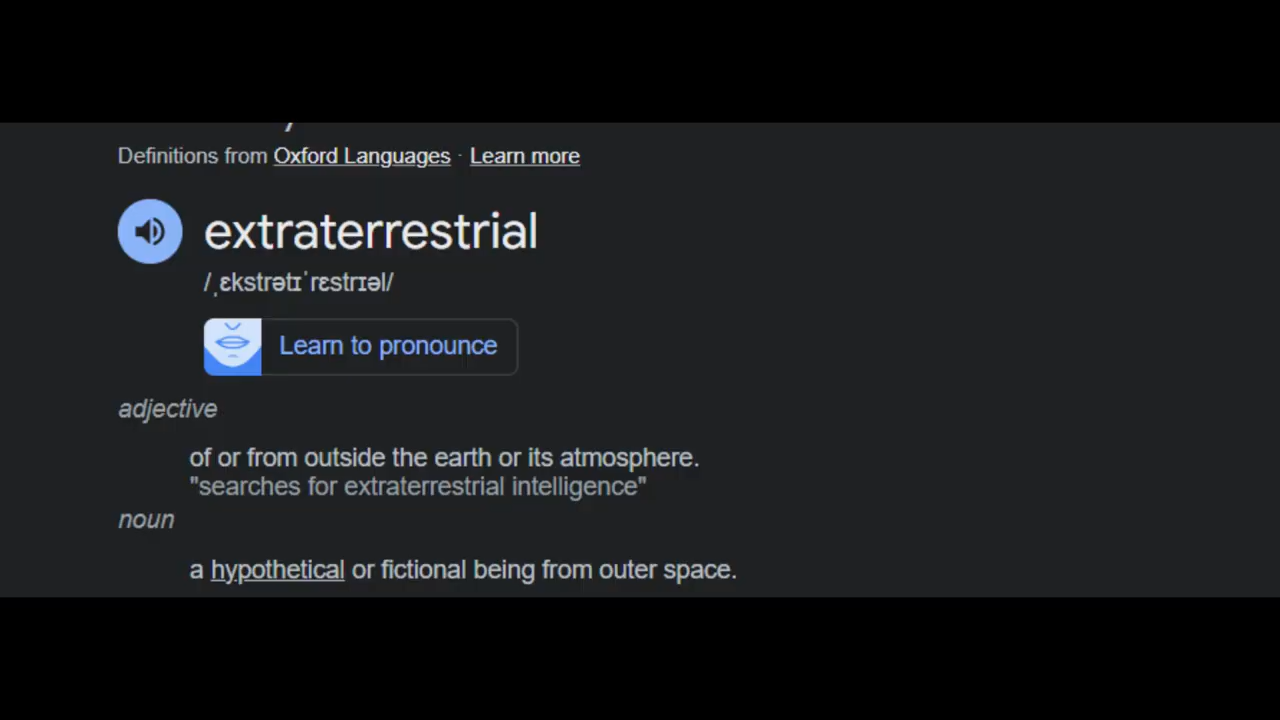 Definitions from Oxford Languages · Learn more
extraterrestrial
/ˌɛkstrətɪˈrɛstrɪəl/
Learn to pronounce
adjective
of or from outside the earth or its atmosphere.
"searches for extraterrestrial intelligence"
noun
a hypothetical or fictional being from outer space.